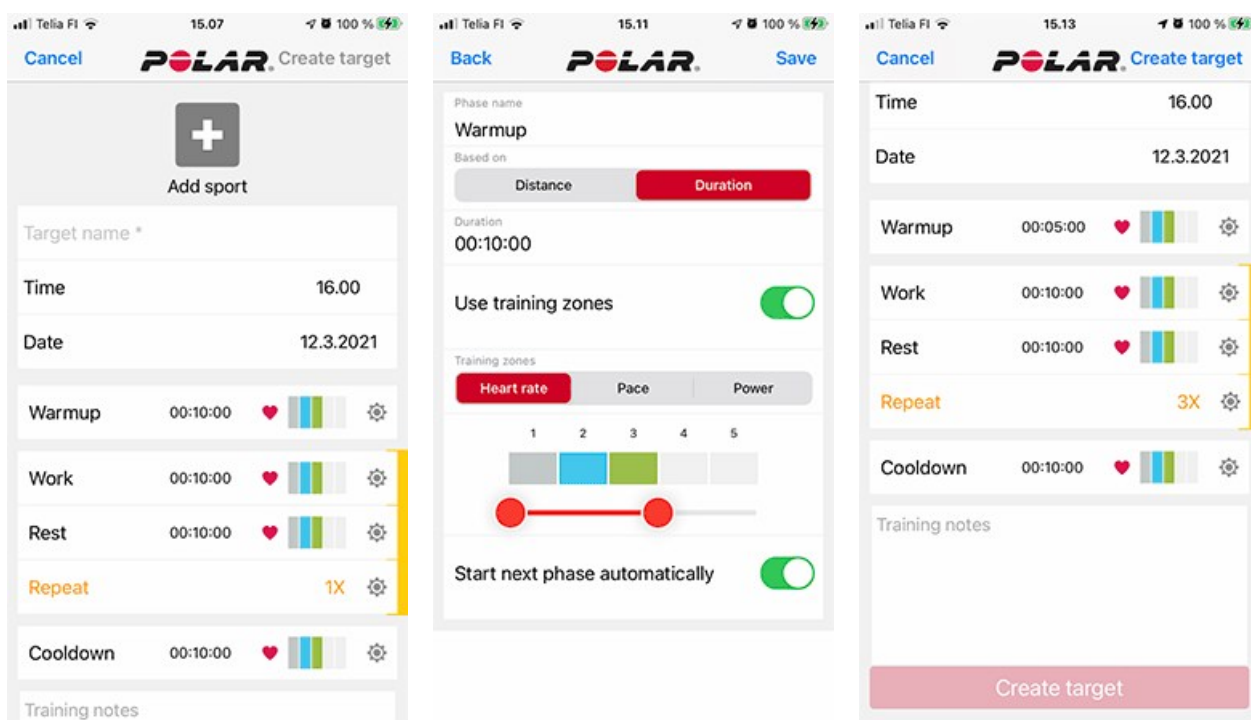 Telia FI 15.07 100 %
Cancel POLAR. Create target
Add sport
Target name *
Time 16.00
Date 12.3.2021
Warmup 00:10:00
Work 00:10:00
Rest 00:10:00
Repeat 1X
Cooldown 00:10:00
Training notes
Telia FI 15.11 100 %
Back POLAR. Save
Phase name
Warmup
Based on
Distance Duration
Duration
00:10:00
Use training zones
Training zones
Heart rate Pace Power
1 2 3 4 5
Start next phase automatically
Telia FI 15.13 100 %
Cancel POLAR. Create target
Time 16.00
Date 12.3.2021
Warmup 00:05:00
Work 00:10:00
Rest 00:10:00
Repeat 3X
Cooldown 00:10:00
Training notes
Create target